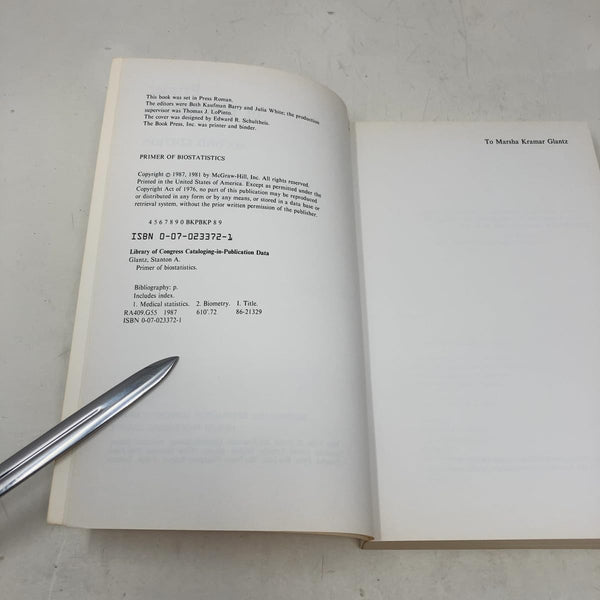 This book was set in Press Roman.
The editors were Beth Kaufman Barry and Julia White; the production
supervisor was Thomas J. LoPinto.
The cover was designed by Edward R. Schultheis.
The Book Press, Inc. was printer and binder.
PRIMER OF BIOSTATISTICS
Copyright © 1987, 1981 by McGraw-Hill, Inc. All rights reserved.
Printed in the United States of America. Except as permitted under the
Copyright Act of 1976, no part of this publication may be reproduced
or distributed in any form or by any means, or stored in a data base or
retrieval system, without the prior written permission of the publisher.
4 5 6 7 8 9 0 BKPBKP 8 9
ISBN 0-07-023372-1
Library of Congress Cataloging-in-Publication Data
Glantz, Stanton A.
Primer of biostatistics.
Bibliography: p.
Includes index.
1. Medical statistics. 2. Biometry. I. Title.
RA409.G55 1987 610'.72 86-21329
ISBN 0-07-023372-1
To Marsha Kramar Glantz